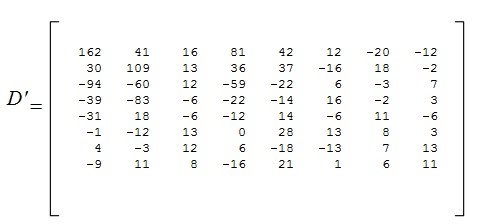 162 41 16 81 42 12 -20 -12
30 109 13 36 37 -16 18 -2
-94 -60 12 -59 -22 6 -3 7
D'= -39 -83 -6 -22 -14 16 -2 3
-31 18 -6 -12 14 -6 11 -6
-1 -12 13 0 28 13 8 3
4 -3 12 6 -18 -13 7 13
-9 11 8 -16 21 1 6 11